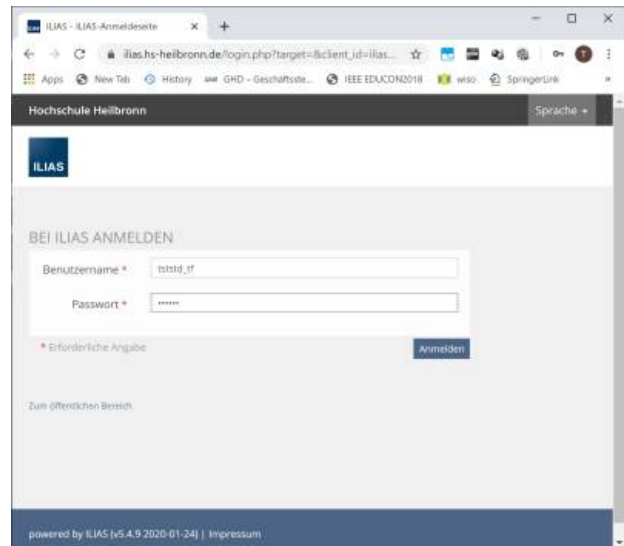 ILIAS - ILIAS-Anmeldeseite
ilias.hs-heilbronn.de/login.php?target=&client_id=ilias...
Apps New Tab History GHD - Geschäftsste... IEEE EDUCON2018 wiso SpringerLink »
Hochschule Heilbronn Sprache
ILIAS
BEI ILIAS ANMELDEN
Benutzername *
Passwort * ••••••
* Erforderliche Angabe Anmelden
Zum öffentlichen Bereich
powered by ILIAS (v5.4.9 2020-01-24) | Impressum